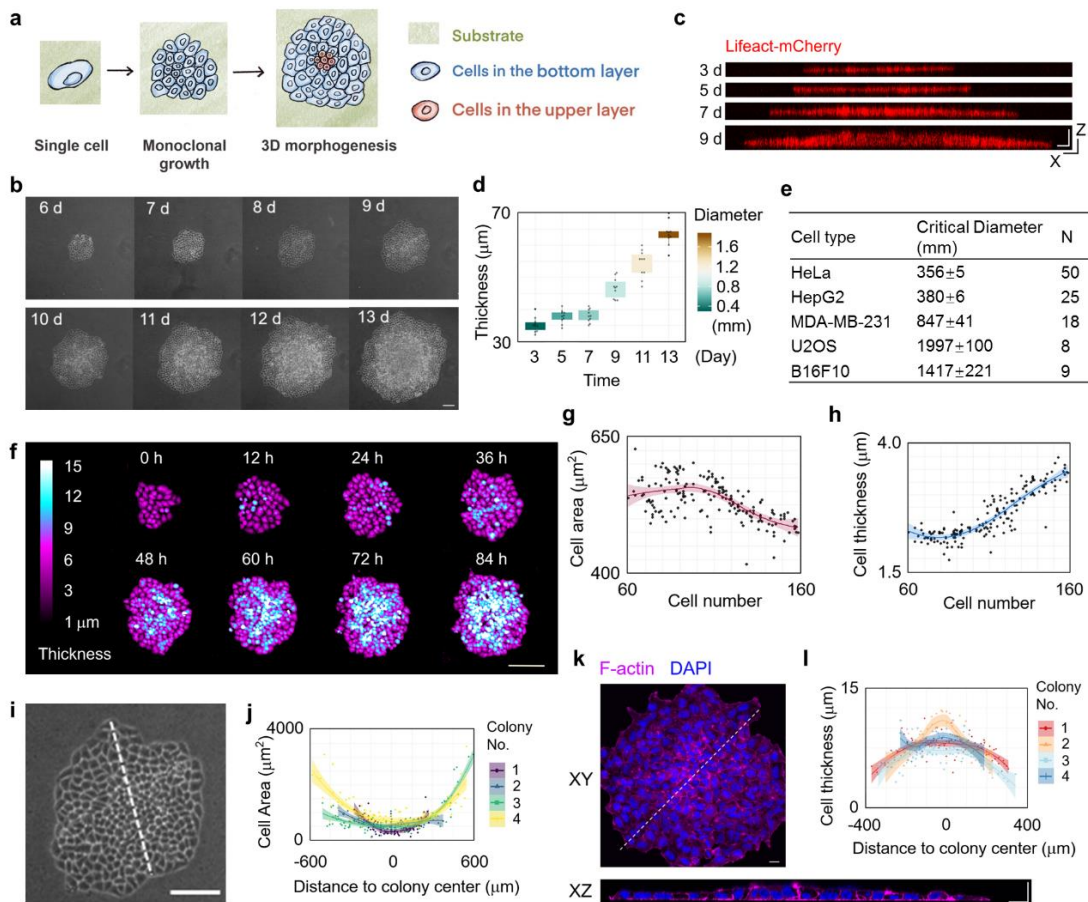 a
Substrate
Cells in the bottom layer
Cells in the upper layer
Single cell
Monoclonal
growth
3D morphogenesis
b
6 d
7 d
8 d
9 d
10 d
11 d
12 d
13 d
c
Lifeact-mCherry
3 d
5 d
7 d
9 d
Z
X
d
70
Thickness (μm)
30
3 5 7 9 11 13 (Day)
Time
Diameter
1.6
1.2
0.8
0.4
(mm)
e
Cell type Critical Diameter (mm) N
HeLa 356±5 50
HepG2 380±6 25
MDA-MB-231 847±41 18
U2OS 1997±100 8
B16F10 1417±221 9
f
15
12
9
6
3
1 μm
Thickness
0 h 12 h 24 h 36 h
48 h 60 h 72 h 84 h
g
650
Cell area (μm²)
400
60 160
Cell number
h
4.0
Cell thickness (μm)
1.5
60 160
Cell number
i
j
4000
Cell Area (μm²)
0
-600 0 600
Distance to colony center (μm)
Colony
No.
1
2
3
4
k
F-actin DAPI
XY
XZ
l
15
Cell thickness (μm)
0
-400 0 400
Distance to colony center (μm)
Colony
No.
1
2
3
4